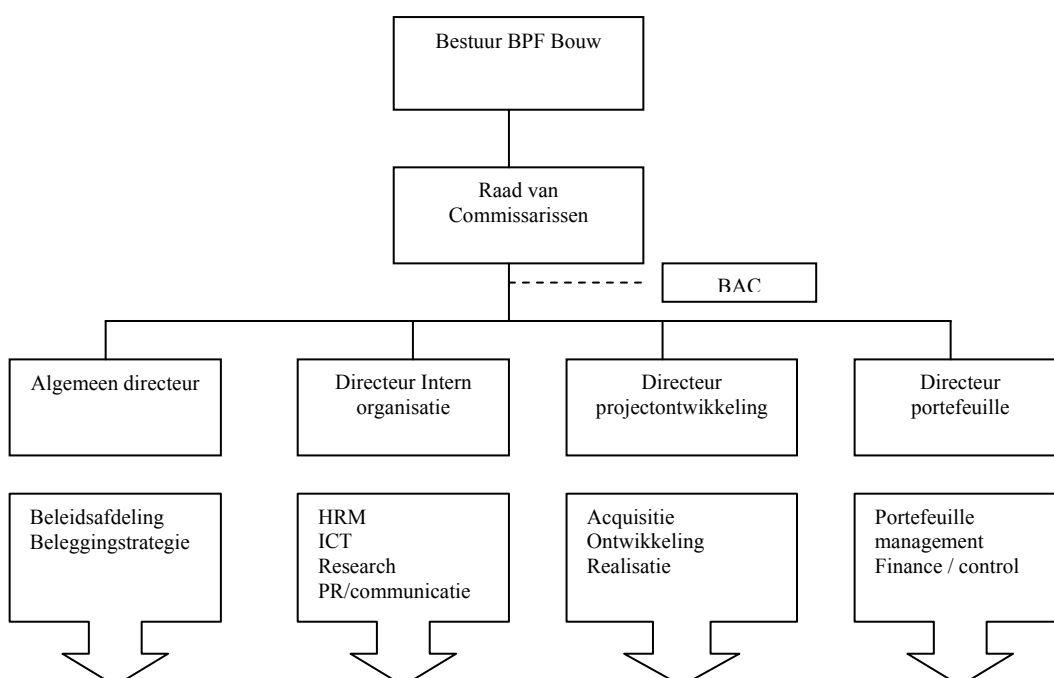 Bestuur BPF Bouw
Raad van
Commissarissen
BAC
Algemeen directeur
Directeur Intern
organisatie
Directeur
projectontwikkeling
Directeur
portefeuille
Beleidsafdeling
Beleggingstrategie
HRM
ICT
Research
PR/communicatie
Acquisitie
Ontwikkeling
Realisatie
Portefeuille
management
Finance / control